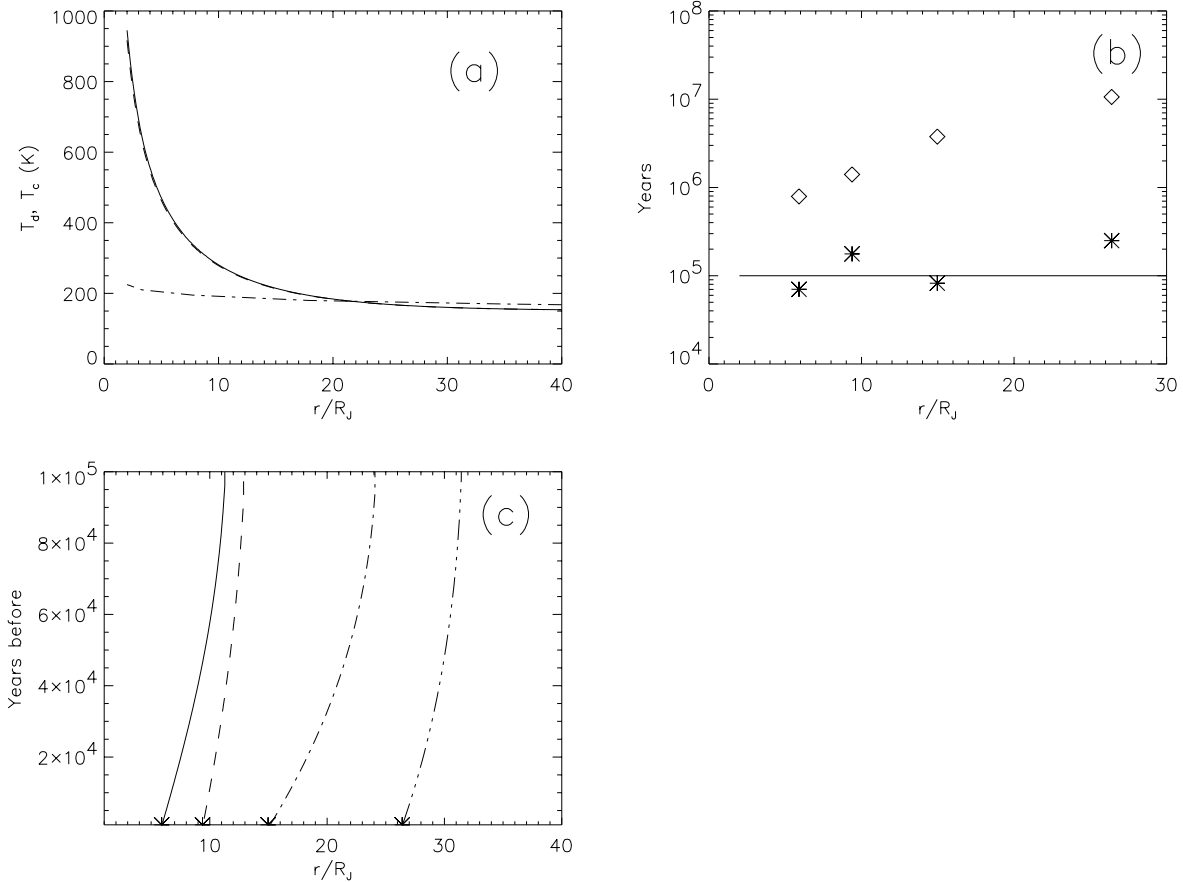 (a)
1000
800
600
400
200
0
T_d, T_c (K)
0 10 20 30 40
r/R_J
(b)
10^8
10^7
10^6
10^5
10^4
Years
0 10 20 30
r/R_J
(c)
1×10^5
8×10^4
6×10^4
4×10^4
2×10^4
Years before
10 20 30 40
r/R_J